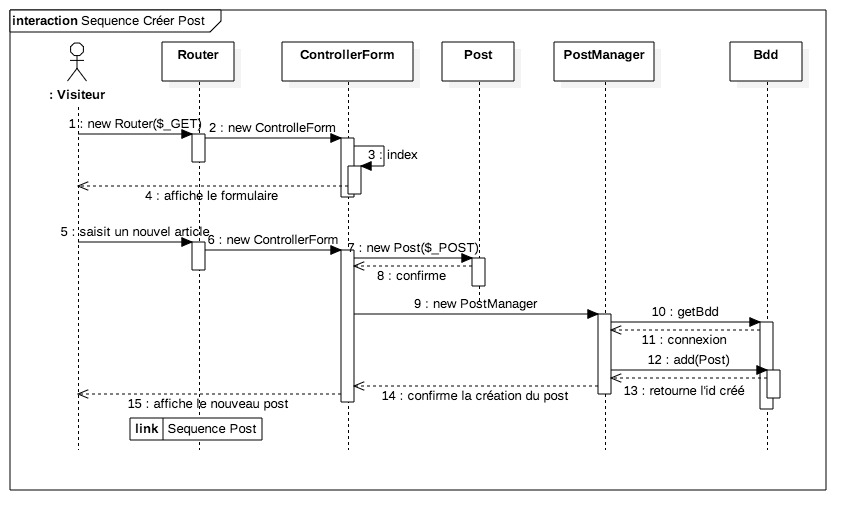 interaction Sequence Créer Post
Router
ControllerForm
Post
PostManager
Bdd
: Visiteur
1 : new Router($_GET)
2 : new ControlleForm
3 : index
4 : affiche le formulaire
5 : saisit un nouvel article
6 : new ControllerForm
7 : new Post($_POST)
8 : confirme
9 : new PostManager
10 : getBdd
11 : connexion
12 : add(Post)
13 : retourne l'id créé
14 : confirme la création du post
15 : affiche le nouveau post
link Sequence Post